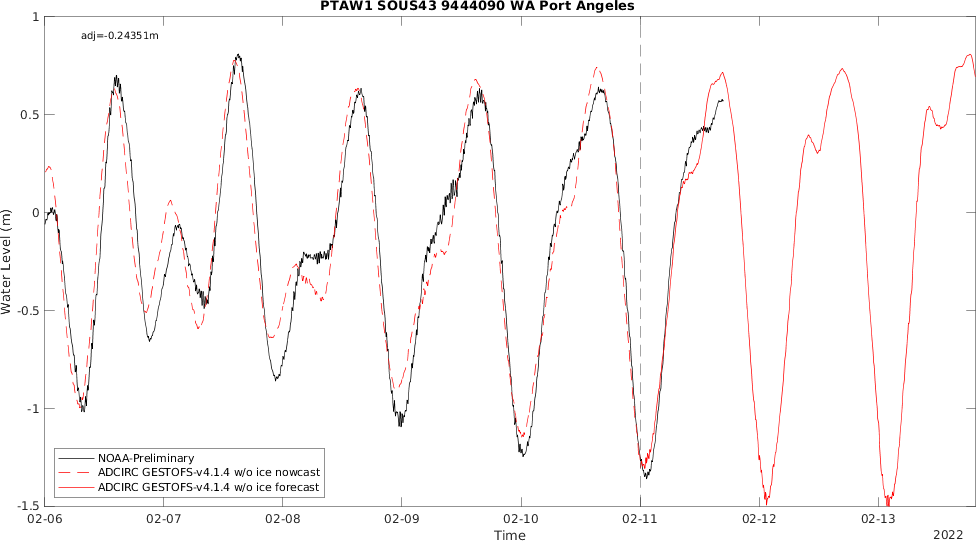 PTAW1 SOUS43 9444090 WA Port Angeles
adj=-0.24351m
1
0.5
0
-0.5
-1
-1.5
Water Level (m)
NOAA-Preliminary
ADCIRC GESTOFS-v4.1.4 w/o ice nowcast
ADCIRC GESTOFS-v4.1.4 w/o ice forecast
02-06 02-07 02-08 02-09 02-10 02-11 02-12 02-13
Time
2022